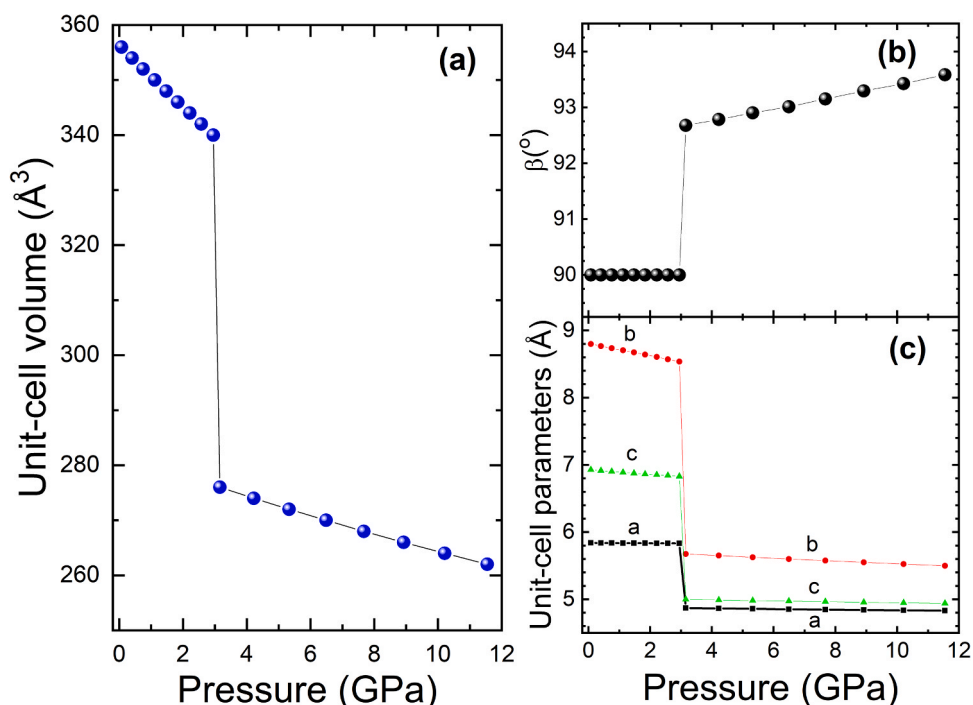 (a)
Unit-cell volume (Å³)
360
340
320
300
280
260
0 2 4 6 8 10 12
Pressure (GPa)
(b)
β(°)
94
93
92
91
90
(c)
Unit-cell parameters (Å)
9
8
7
6
5
b
c
a
b
c
a
0 2 4 6 8 10 12
Pressure (GPa)